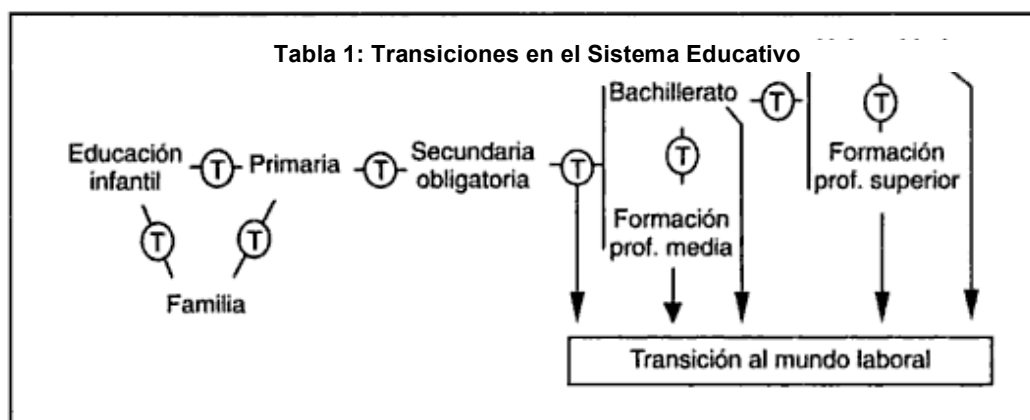 Tabla 1: Transiciones en el Sistema Educativo
Bachillerato
T
T
Educación
infantil
T
Primaria
T
Secundaria
obligatoria
T
T
Formación
prof. superior
T
T
Formación
prof. media
Familia
Transición al mundo laboral